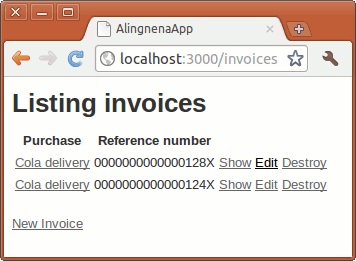 AlingnenaApp
localhost:3000/invoices
Listing invoices
Purchase Reference number
Cola delivery 0000000000000128X Show Edit Destroy
Cola delivery 0000000000000124X Show Edit Destroy
New Invoice